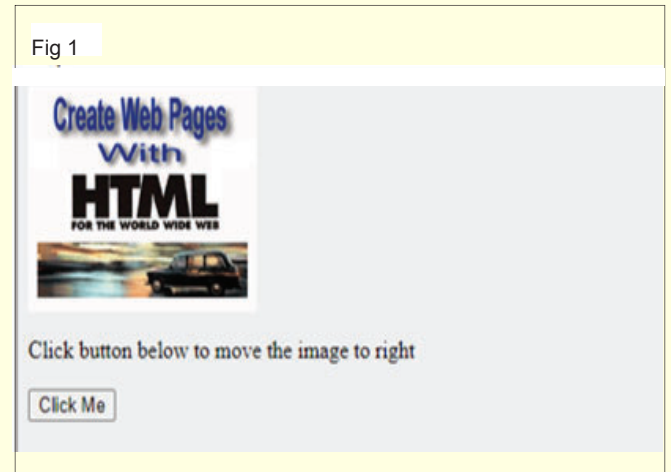 Fig 1
Create Web Pages
With
HTML
FOR THE WORLD WIDE WEB
Click button below to move the image to right
Click Me